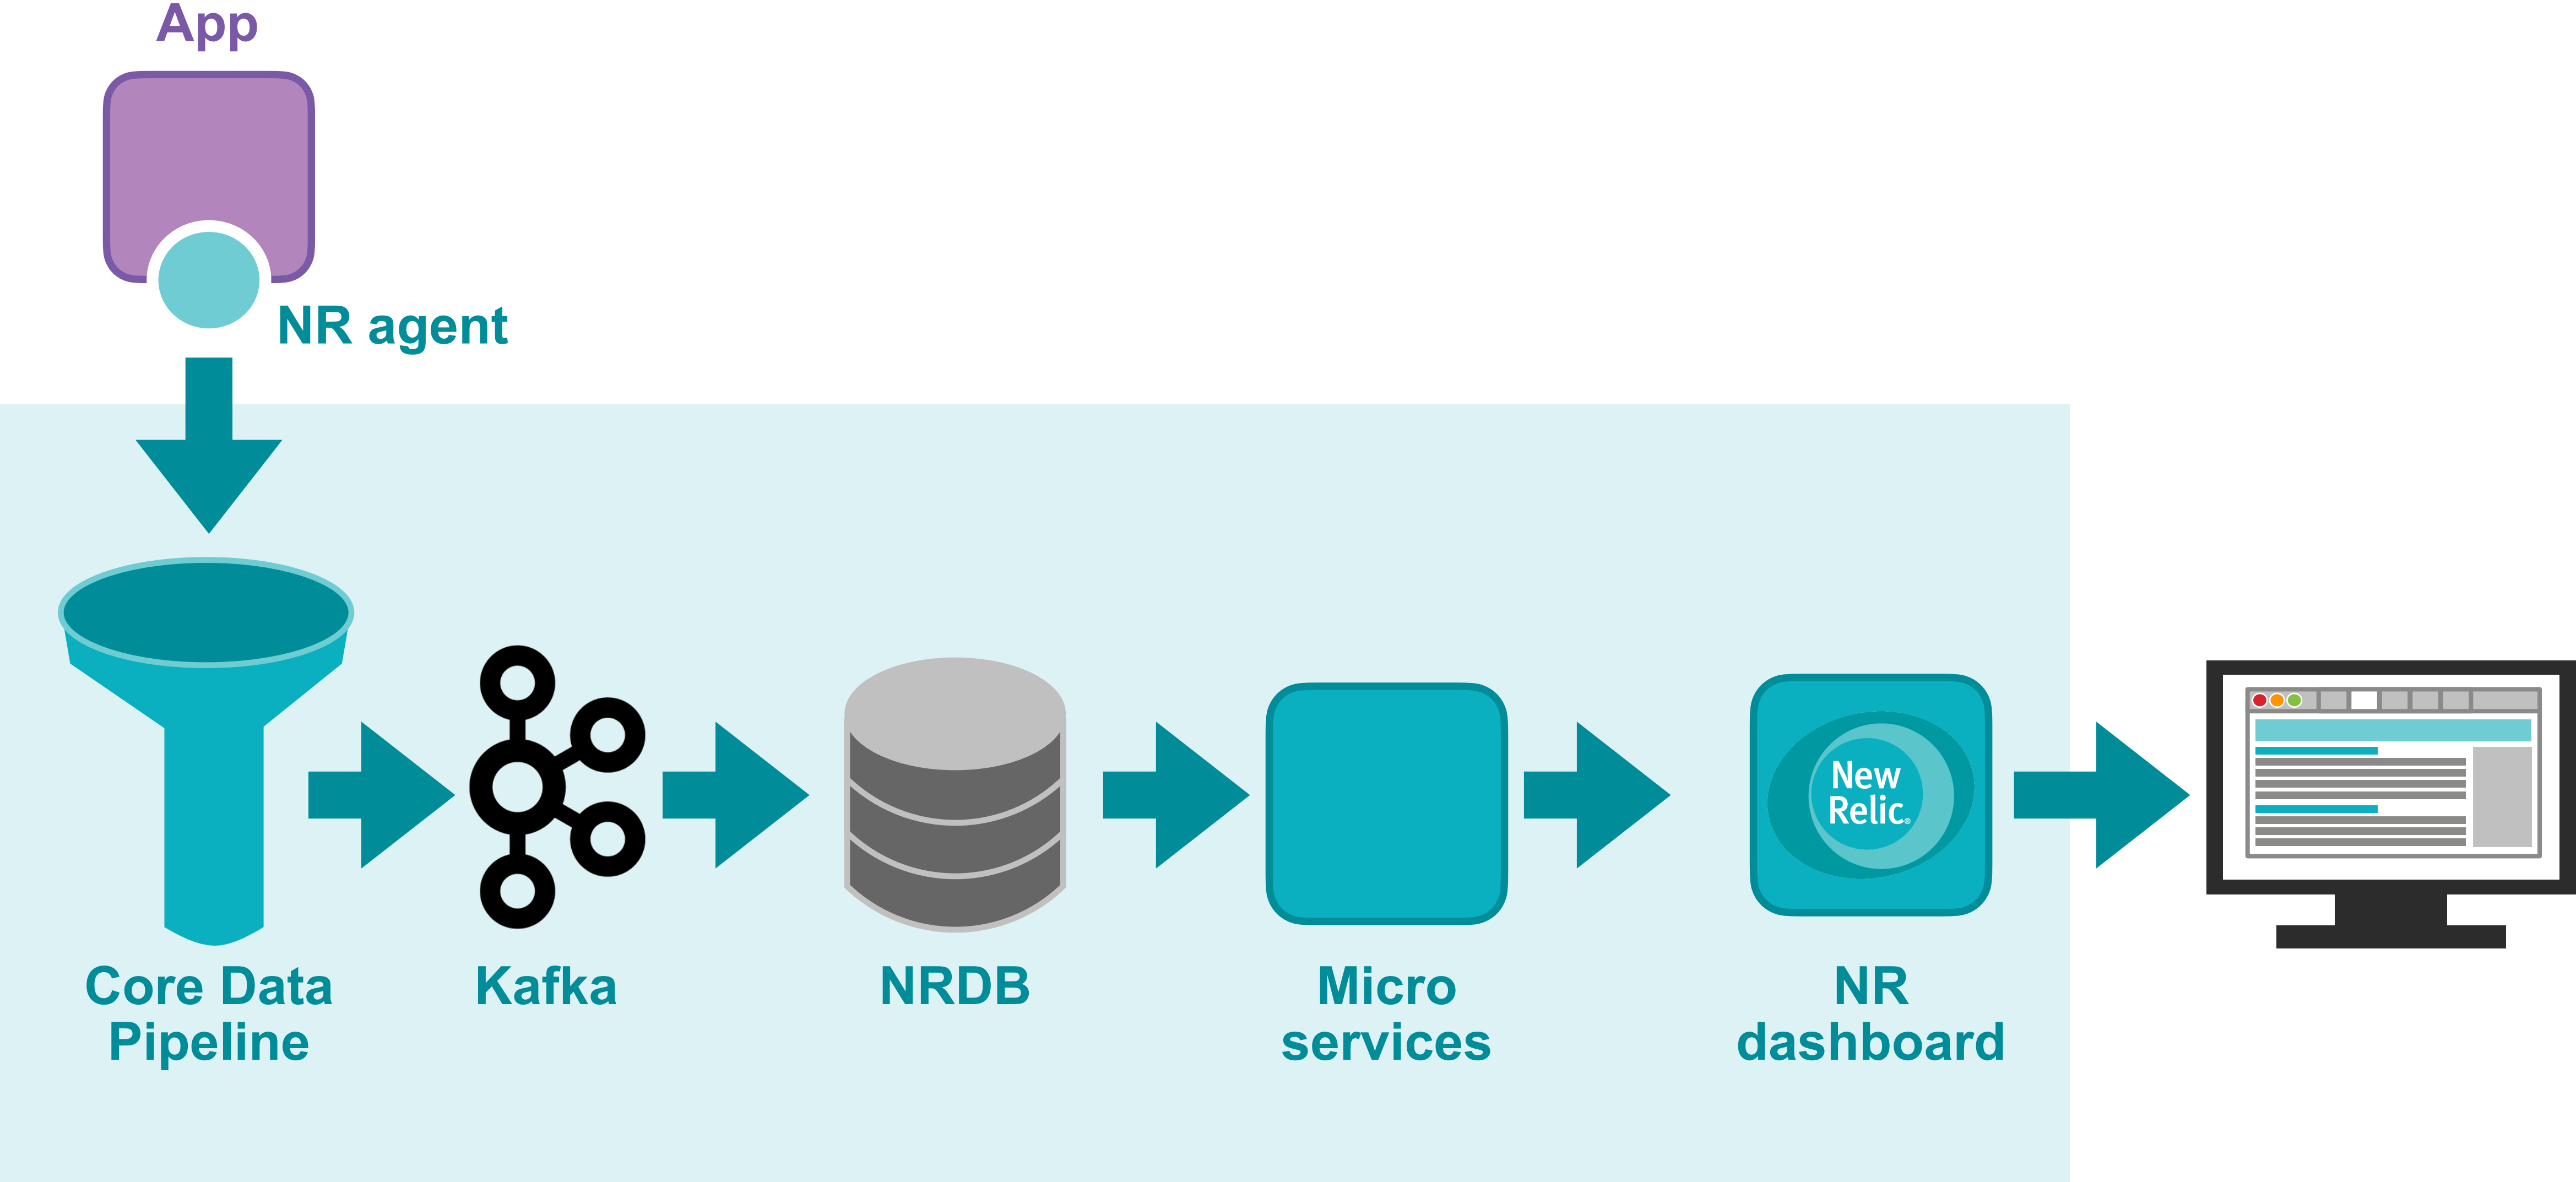 App
NR agent
New
Relic®
Core Data
Pipeline
Kafka
NRDB
Micro
services
NR
dashboard